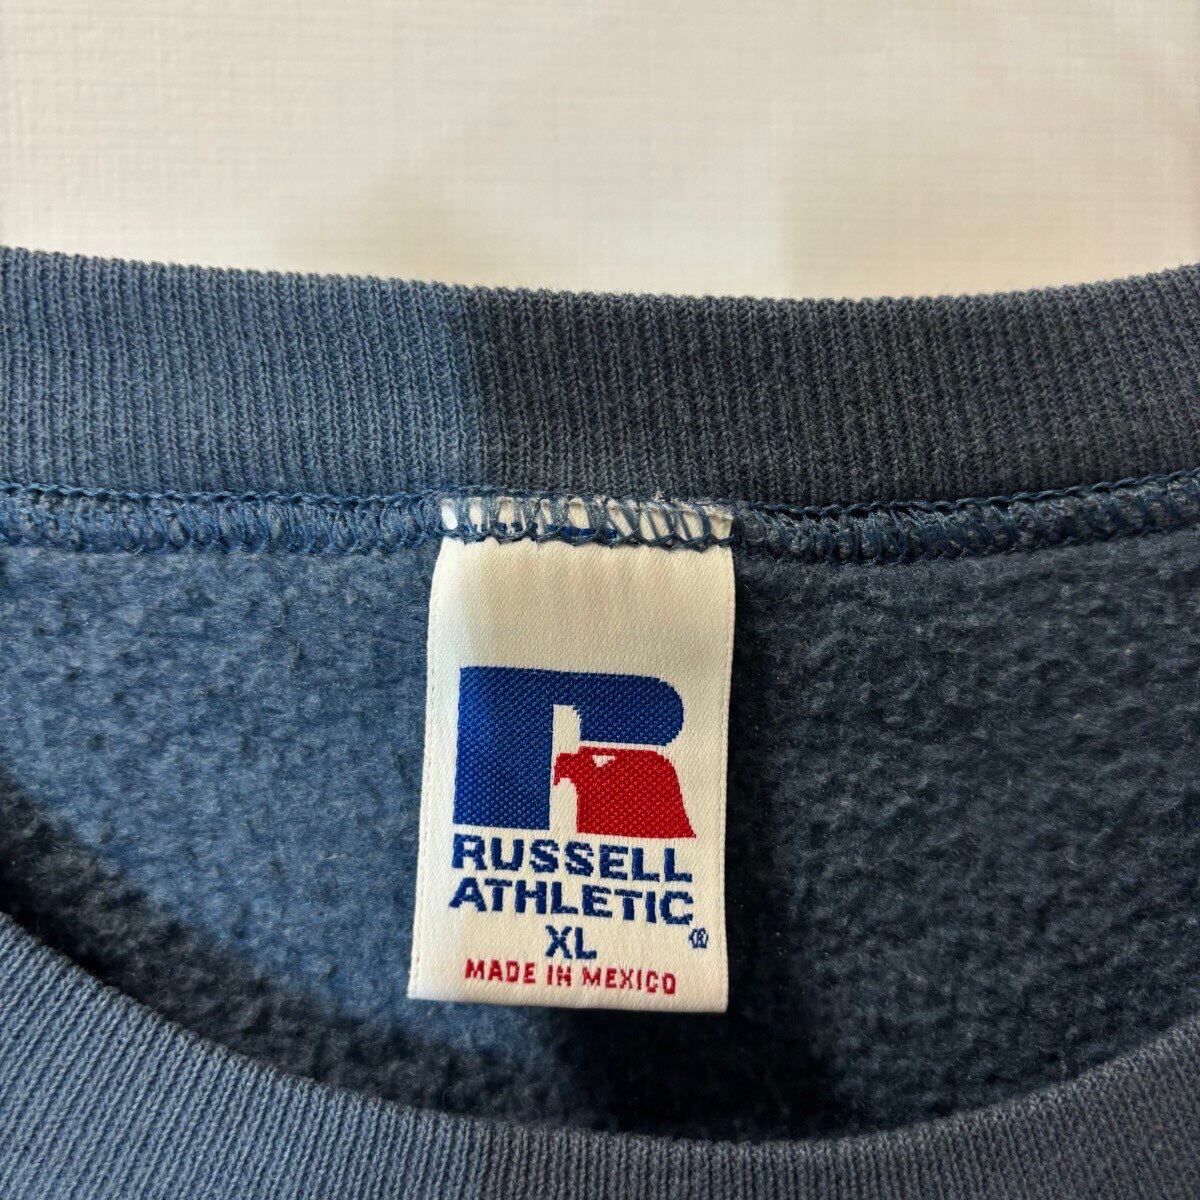 R
RUSSELL
ATHLETIC®
XL
MADE IN MEXICO